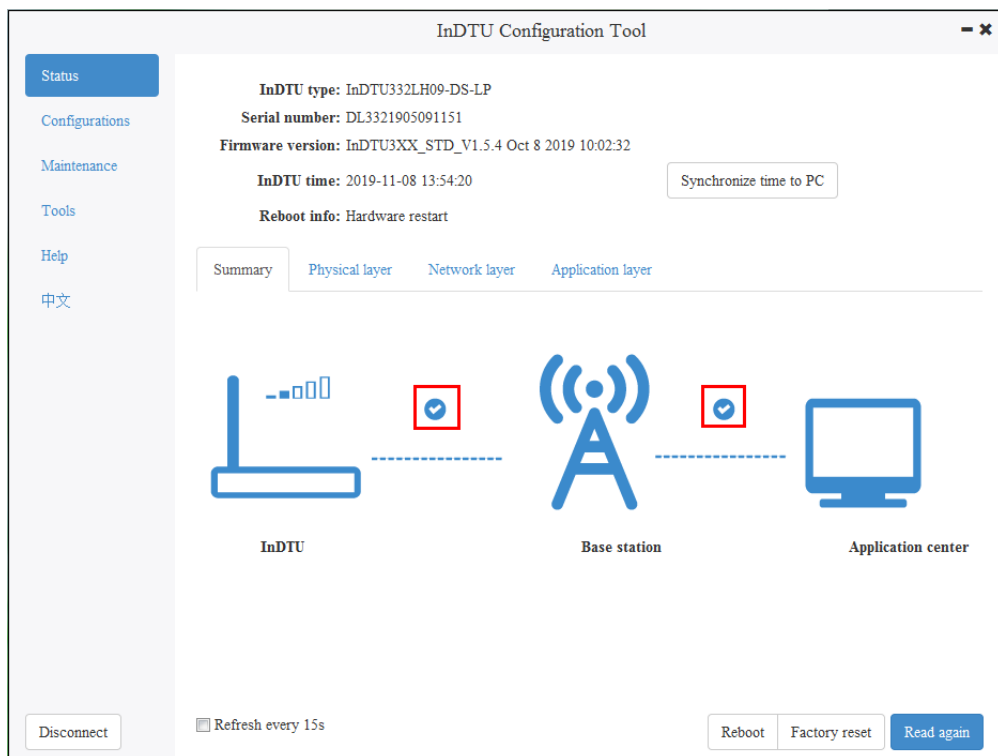 InDTU Configuration Tool
Status
Configurations
Maintenance
Tools
Help
中文
InDTU type: InDTU332LH09-DS-LP
Serial number: DL3321905091151
Firmware version: InDTU3XX_STD_V1.5.4 Oct 8 2019 10:02:32
InDTU time: 2019-11-08 13:54:20
Synchronize time to PC
Reboot info: Hardware restart
Summary Physical layer Network layer Application layer
InDTU Base station Application center
Disconnect
Refresh every 15s
Reboot Factory reset Read again